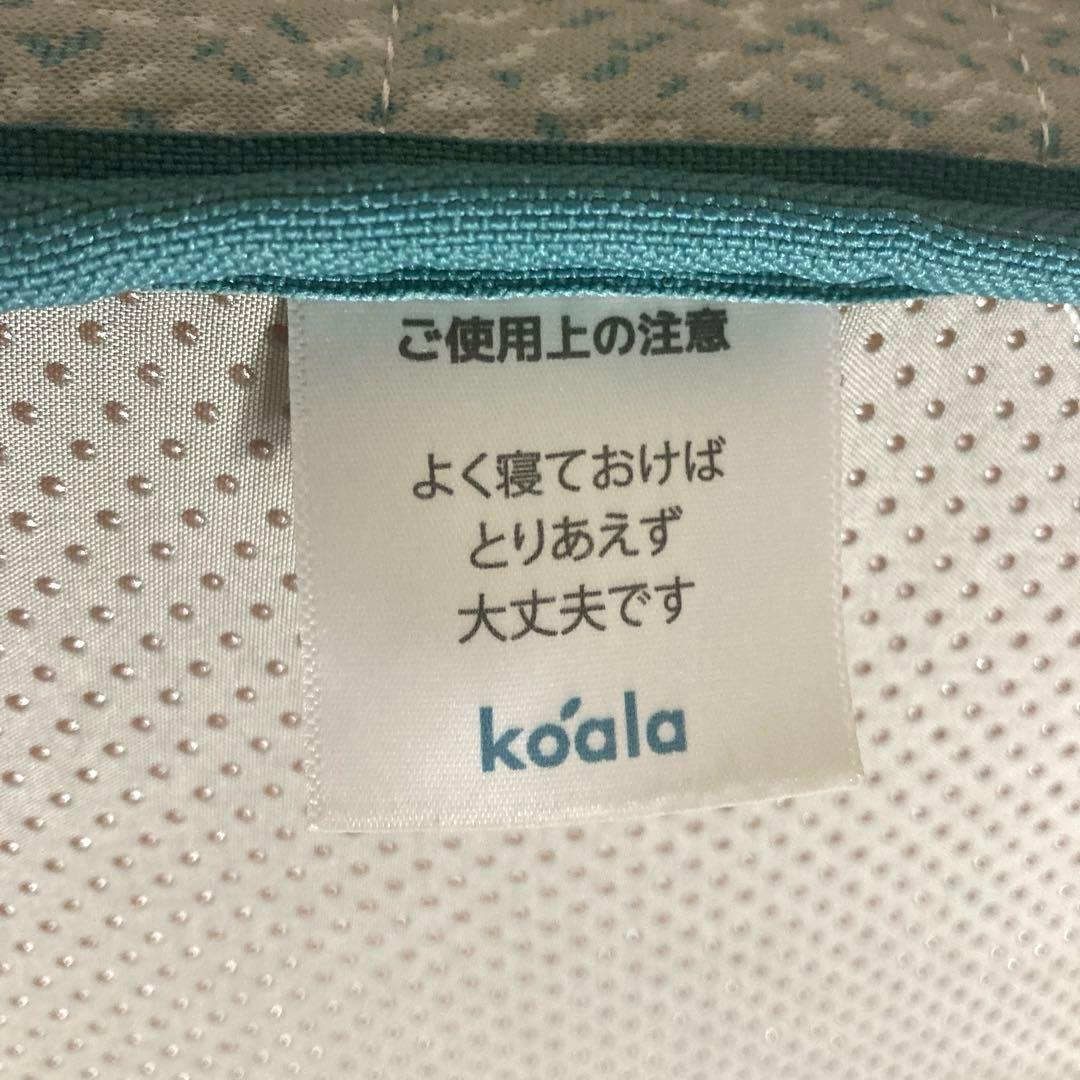 ご使用上の注意
よく寝ておけば
とりあえず
大丈夫です
koala